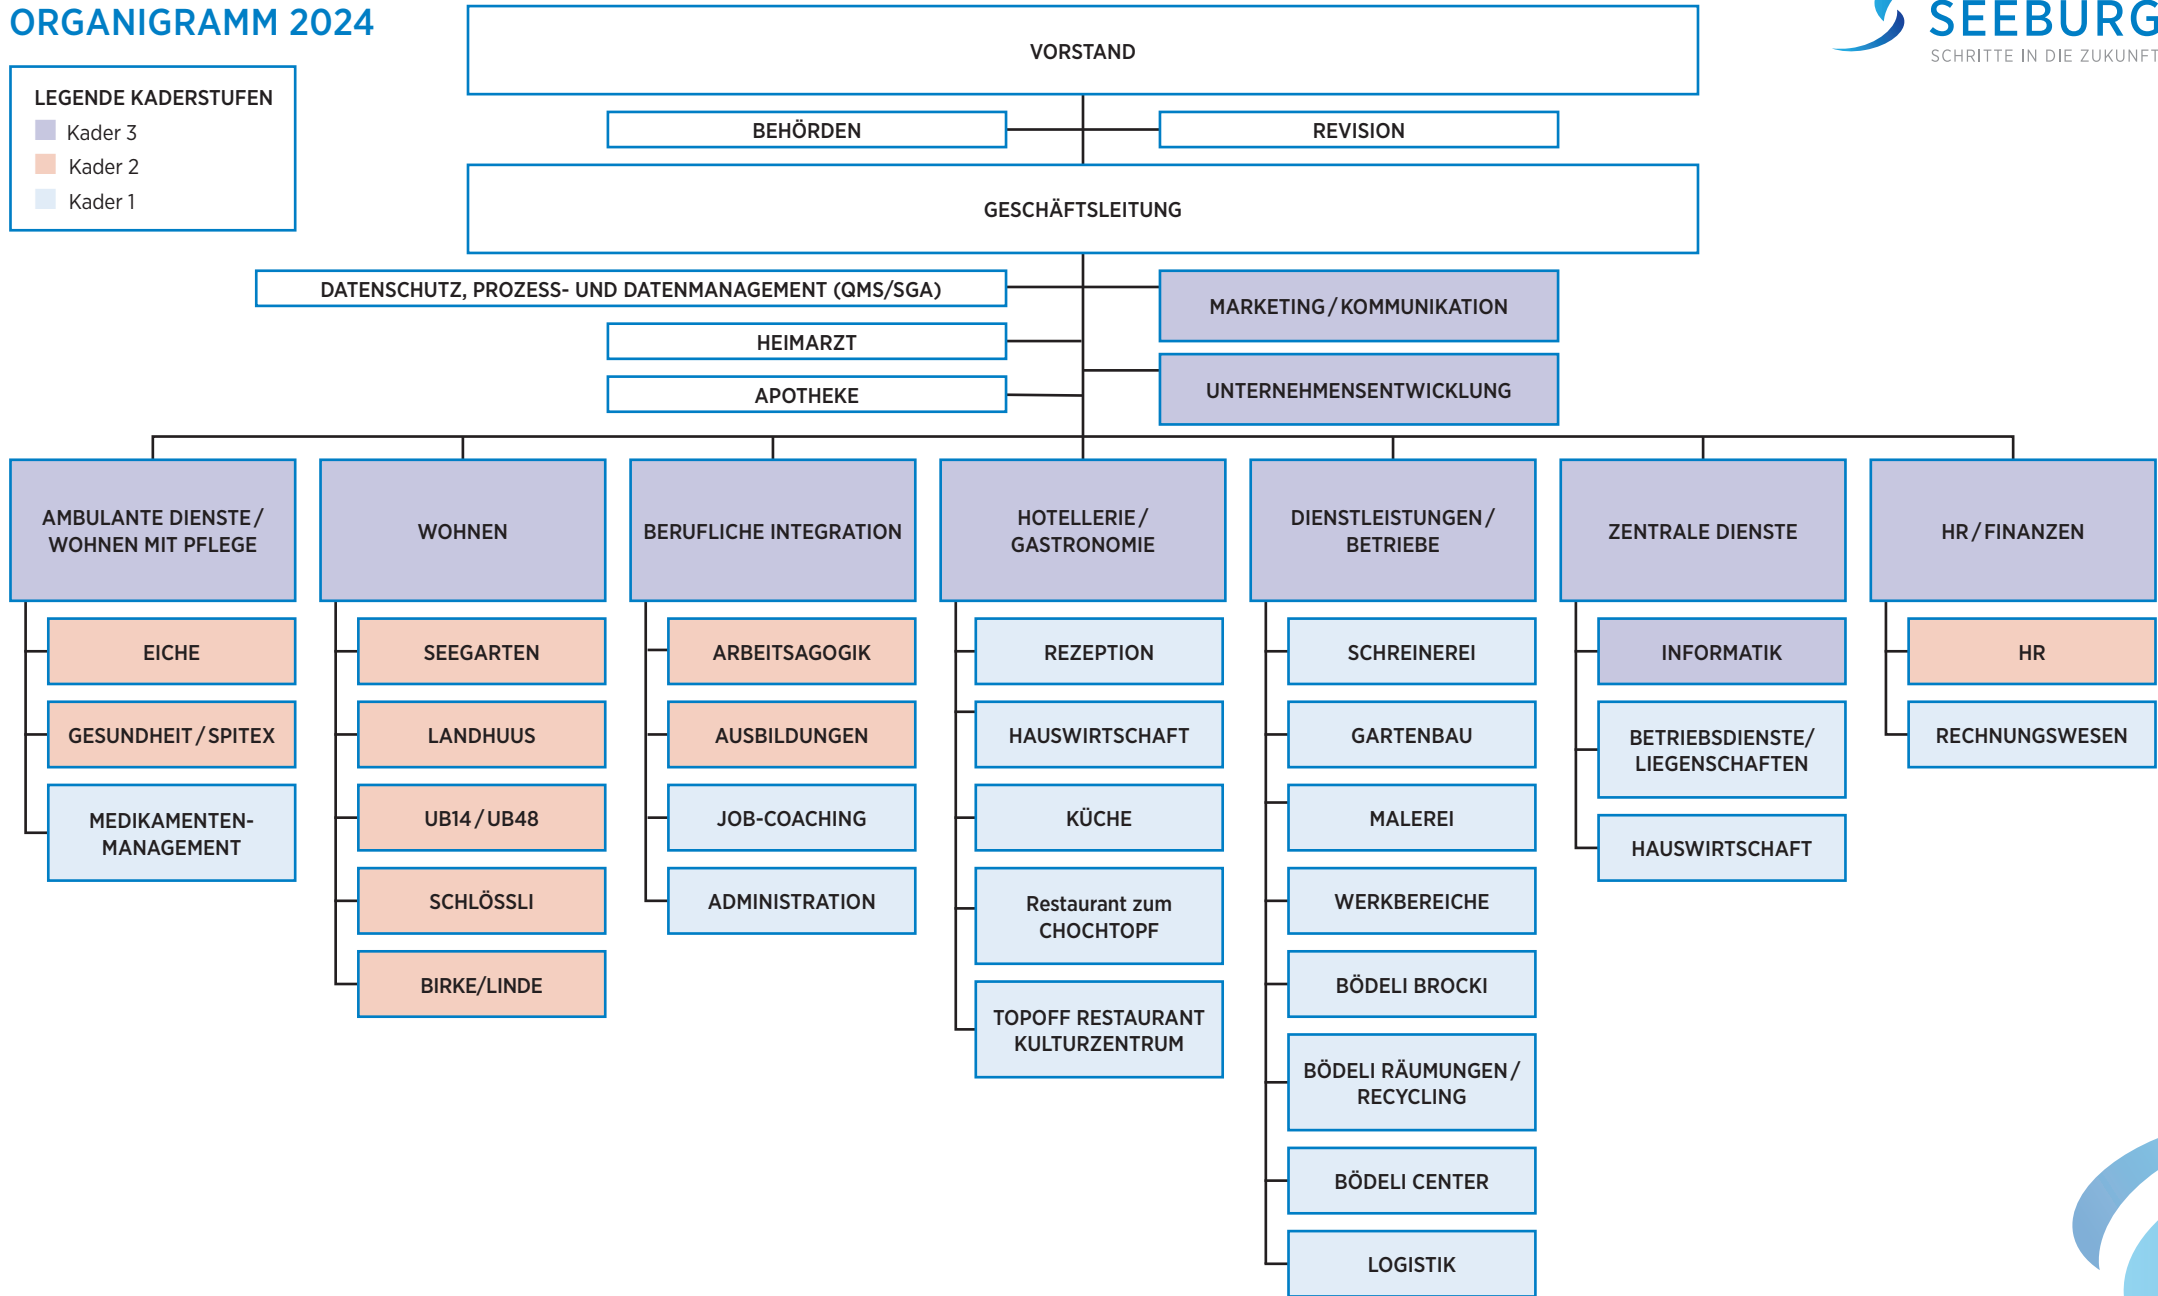 ORGANIGRAMM 2024
SEEBURG
SCHRITTE IN DIE ZUKUNFT
LEGENDE KADERSTUFEN
Kader 3
Kader 2
Kader 1
VORSTAND
BEHÖRDEN
REVISION
GESCHÄFTSLEITUNG
DATENSCHUTZ, PROZESS- UND DATENMANAGEMENT (QMS/SGA)
MARKETING / KOMMUNIKATION
HEIMARZT
UNTERNEHMENSENTWICKLUNG
APOTHEKE
AMBULANTE DIENSTE /
WOHNEN MIT PFLEGE
EICHE
GESUNDHEIT / SPITEX
MEDIKAMENTEN-
MANAGEMENT
WOHNEN
SEEGARTEN
LANDHUUS
UB14 / UB48
SCHLÖSSLI
BIRKE/LINDE
BERUFLICHE INTEGRATION
ARBEITSAGOGIK
AUSBILDUNGEN
JOB-COACHING
ADMINISTRATION
HOTELLERIE /
GASTRONOMIE
REZEPTION
HAUSWIRTSCHAFT
KÜCHE
Restaurant zum
CHOCHTOPF
TOPOFF RESTAURANT
KULTURZENTRUM
DIENSTLEISTUNGEN /
BETRIEBE
SCHREINEREI
GARTENBAU
MALEREI
WERKBEREICHE
BÖDELI BROCKI
BÖDELI RÄUMUNGEN /
RECYCLING
BÖDELI CENTER
LOGISTIK
ZENTRALE DIENSTE
INFORMATIK
BETRIEBSDIENSTE/
LIEGENSCHAFTEN
HAUSWIRTSCHAFT
HR / FINANZEN
HR
RECHNUNGSWESEN